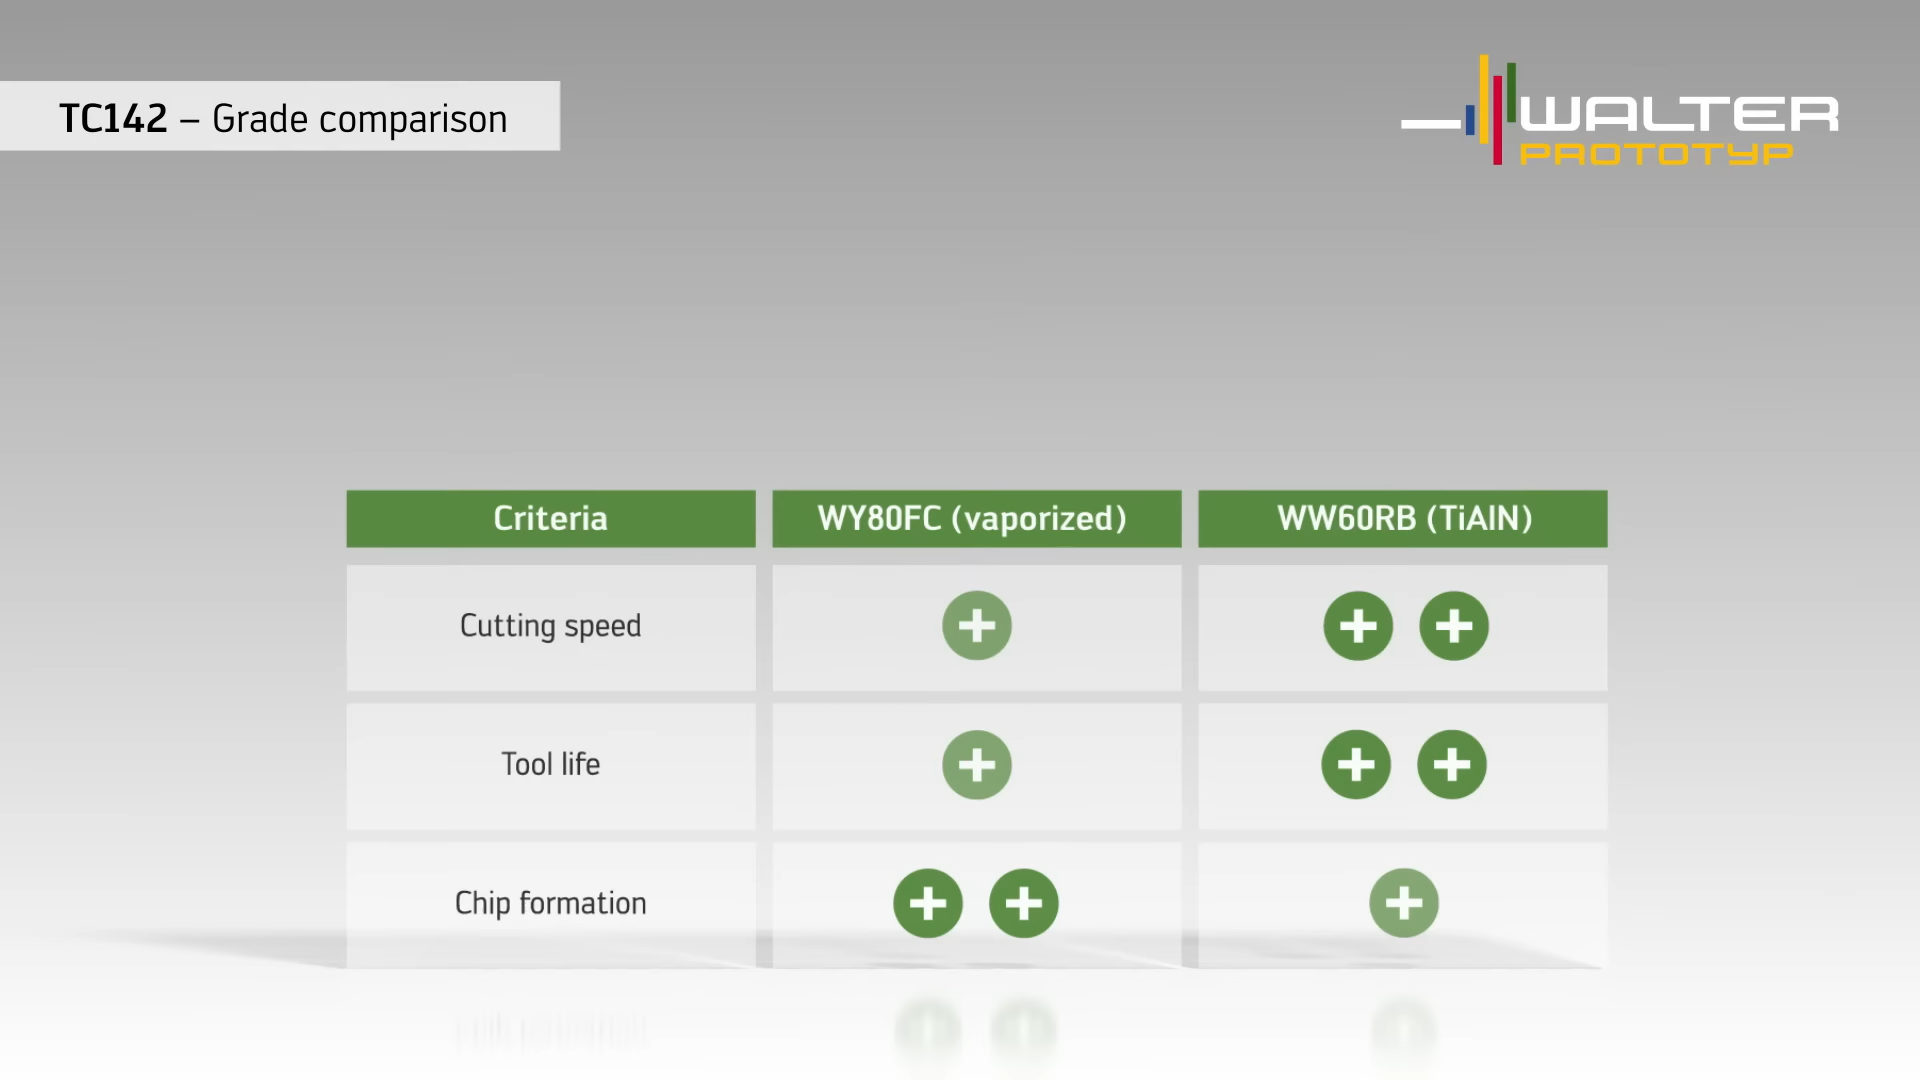 TC142 – Grade comparison
WALTER
PROTOTYP
Criteria WY80FC (vaporized) WW60RB (TiAlN)
Cutting speed + + +
Tool life + + +
Chip formation + + +